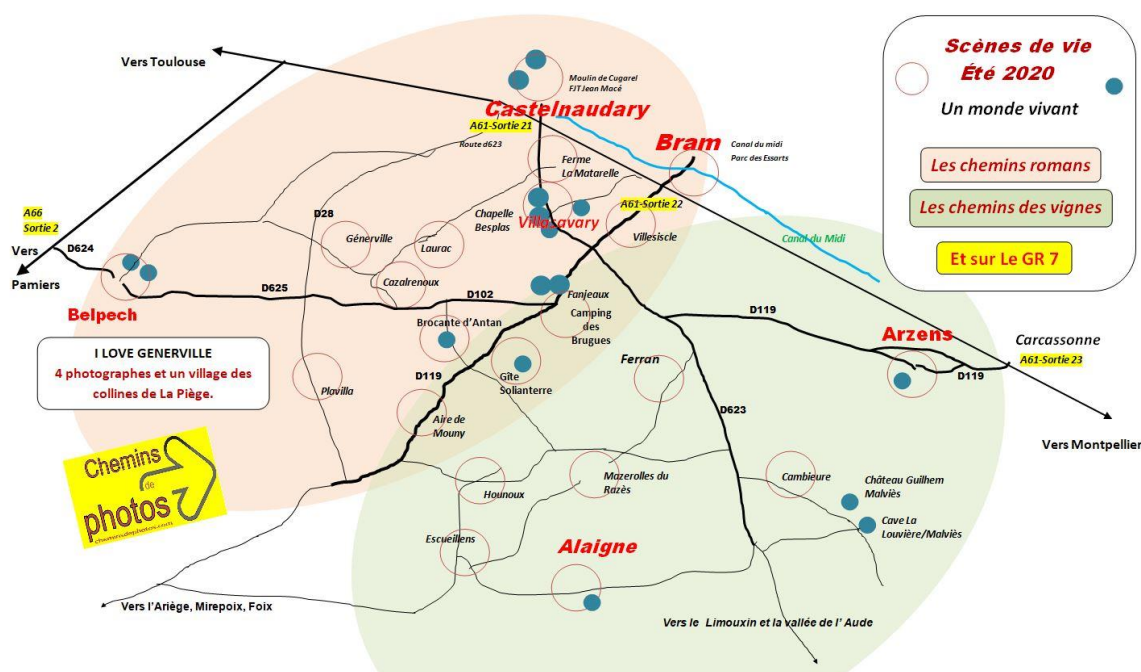 Vers Toulouse
Moulin de Cugarel
FJT Jean Macé
Castelnaudary
A61-Sortie 21
Route d623
Bram
Canal du midi
Parc des Essarts
Ferme
La Matarelle
A66
Sortie 2
D624
Vers
Pamiers
D28
Génerville
Laurac
Chapelle
Besplas
Villasavary
A61-Sortie 22
Villesiscle
Canal du Midi
Cazalrenoux
D625
D102
Belpech
Fanjeaux
Camping
des
Brugues
Brocante d'Antan
D119
Arzens
Carcassonne
A61-Sortie 23
D119
Vers Montpellier
I LOVE GENERVILLE
4 photographes et un village des
collines de La Piège.
Plavilla
D119
Gîte
Solianterre
Ferran
D623
Aire de
Mouny
Chemins
de
photos
cheminsdephotos.com
Hounoux
Mazerolles du
Razès
Cambieure
Château Guilhem
Malviès
Cave La
Louvière/Malviès
Escueillens
Alaigne
Vers l'Ariège, Mirepoix, Foix
Vers le Limouxin et la vallée de l' Aude
Scènes de vie
Été 2020
Un monde vivant
Les chemins romans
Les chemins des vignes
Et sur Le GR 7